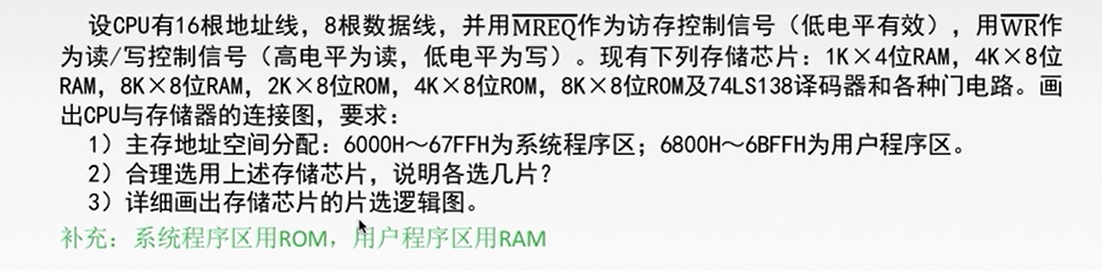 设CPU有16根地址线，8根数据线，并用M̅R̅E̅Q̅作为访存控制信号（低电平有效），用W̅R̅作
为读/写控制信号（高电平为读，低电平为写）。现有下列存储芯片：1K×4位RAM，4K×8位
RAM，8K×8位RAM，2K×8位ROM，4K×8位ROM，8K×8位ROM及74LS138译码器和各种门电路。画
出CPU与存储器的连接图，要求：
1）主存地址空间分配：6000H～67FFH为系统程序区；6800H～6BFFH为用户程序区。
2）合理选用上述存储芯片，说明各选几片？
3）详细画出存储芯片的片选逻辑图。
补充：系统程序区用ROM，用户程序区用RAM